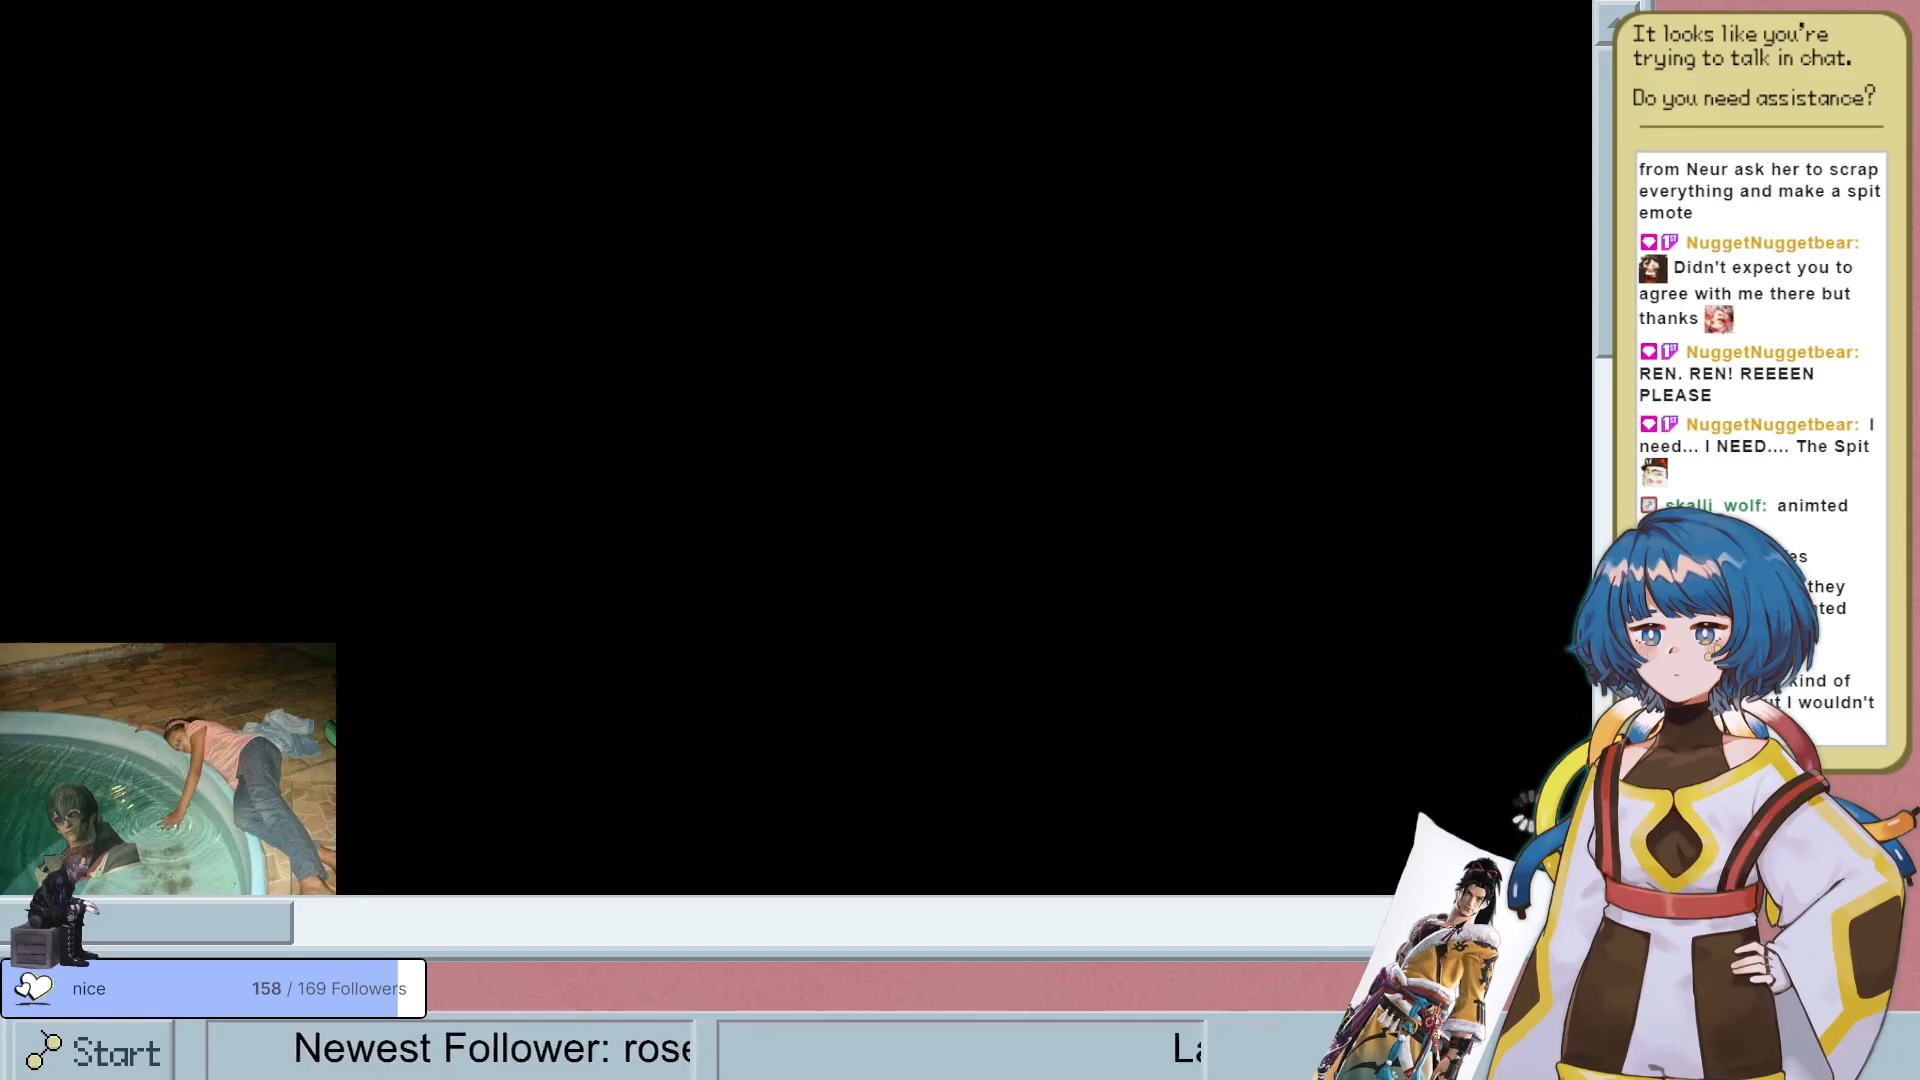 It looks like you're
trying to talk in chat.
Do you need assistance?
from Neur ask her to scrap
everything and make a spit
emote
NuggetNuggetbear:
Didn't expect you to
agree with me there but
thanks
NuggetNuggetbear:
REN. REN! REEEEN
PLEASE
NuggetNuggetbear: I
need... I NEED.... The Spit
skalli_wolf: animted
they
kind of
I wouldn't
nice 158 / 169 Followers
Start
Newest Follower: rose